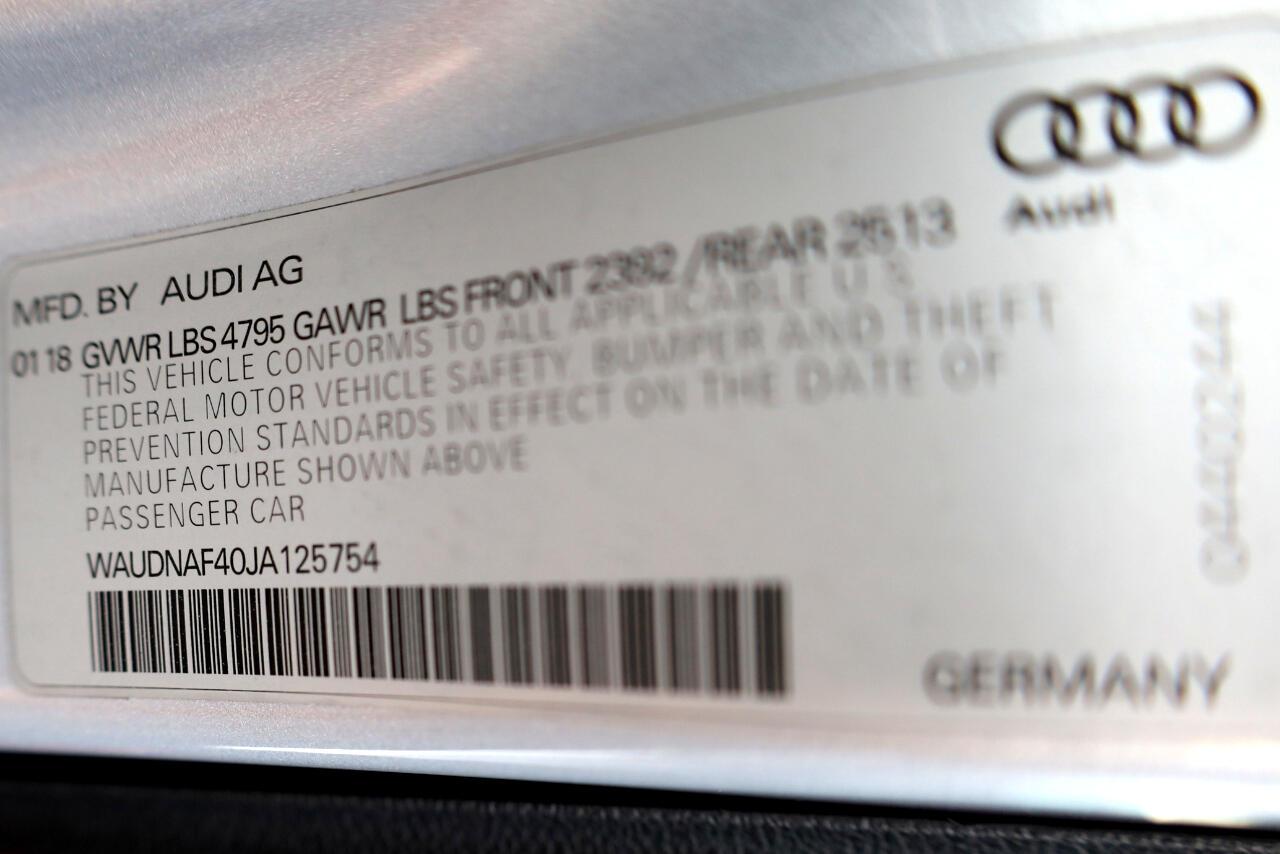 Audi
MFD. BY AUDI AG
01 18 GVWR LBS 4795 GAWR LBS FRONT 2392 /REAR 2513
THIS VEHICLE CONFORMS TO ALL APPLICABLE U S
FEDERAL MOTOR VEHICLE SAFETY BUMPER AND THEFT
PREVENTION STANDARDS IN EFFECT ON THE DATE OF
MANUFACTURE SHOWN ABOVE
PASSENGER CAR
WAUDNAF40JA125754
GERMANY